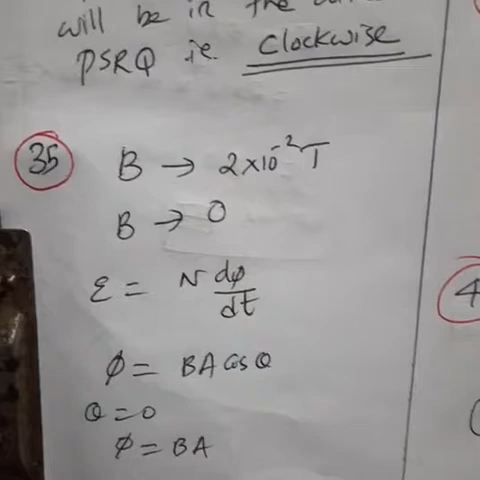 will be in the
PSRQ ie. Clockwise
35 B → 2×10⁻² T
B → 0
ε = N dφ/dt
φ = BA cos θ
θ = 0
φ = BA
4